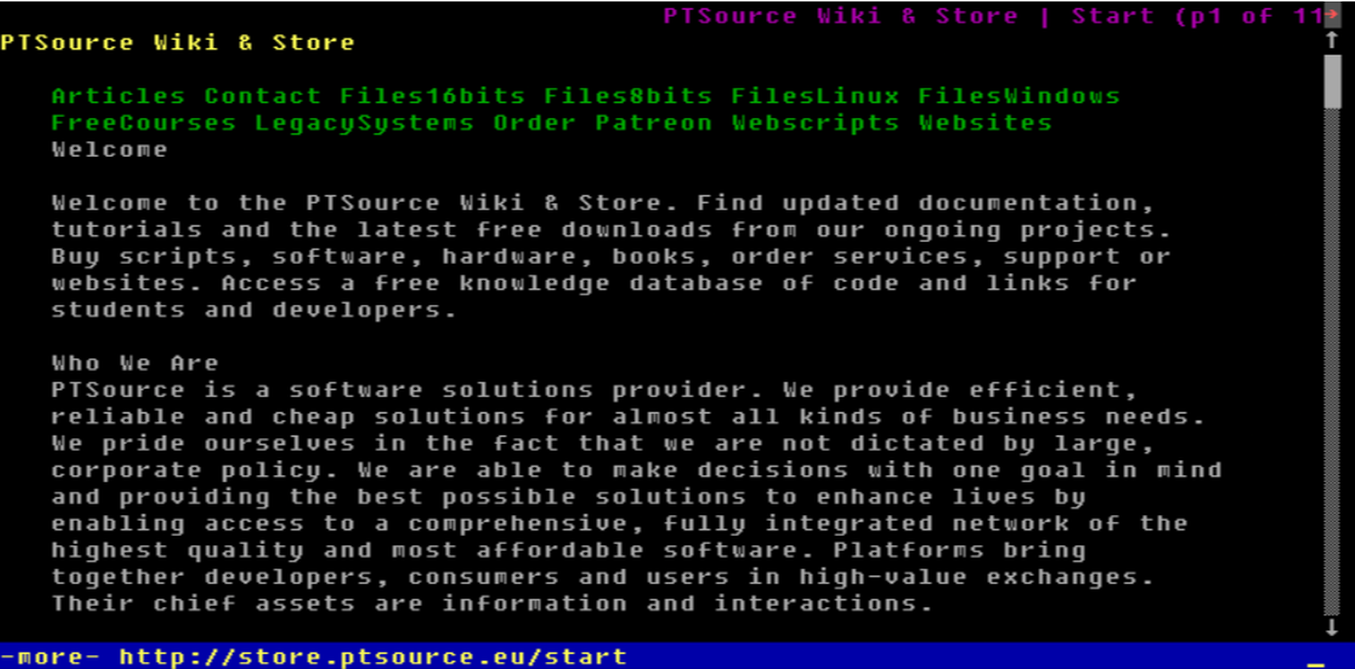 PTSource Wiki & Store | Start (p1 of 11
PTSource Wiki & Store
Articles Contact Files16bits Files8bits FilesLinux FilesWindows
FreeCourses LegacySystems Order Patreon Webscripts Websites
Welcome
Welcome to the PTSource Wiki & Store. Find updated documentation,
tutorials and the latest free downloads from our ongoing projects.
Buy scripts, software, hardware, books, order services, support or
websites. Access a free knowledge database of code and links for
students and developers.
Who We Are
PTSource is a software solutions provider. We provide efficient,
reliable and cheap solutions for almost all kinds of business needs.
We pride ourselves in the fact that we are not dictated by large,
corporate policy. We are able to make decisions with one goal in mind
and providing the best possible solutions to enhance lives by
enabling access to a comprehensive, fully integrated network of the
highest quality and most affordable software. Platforms bring
together developers, consumers and users in high-value exchanges.
Their chief assets are information and interactions.
-more- http://store.ptsource.eu/start